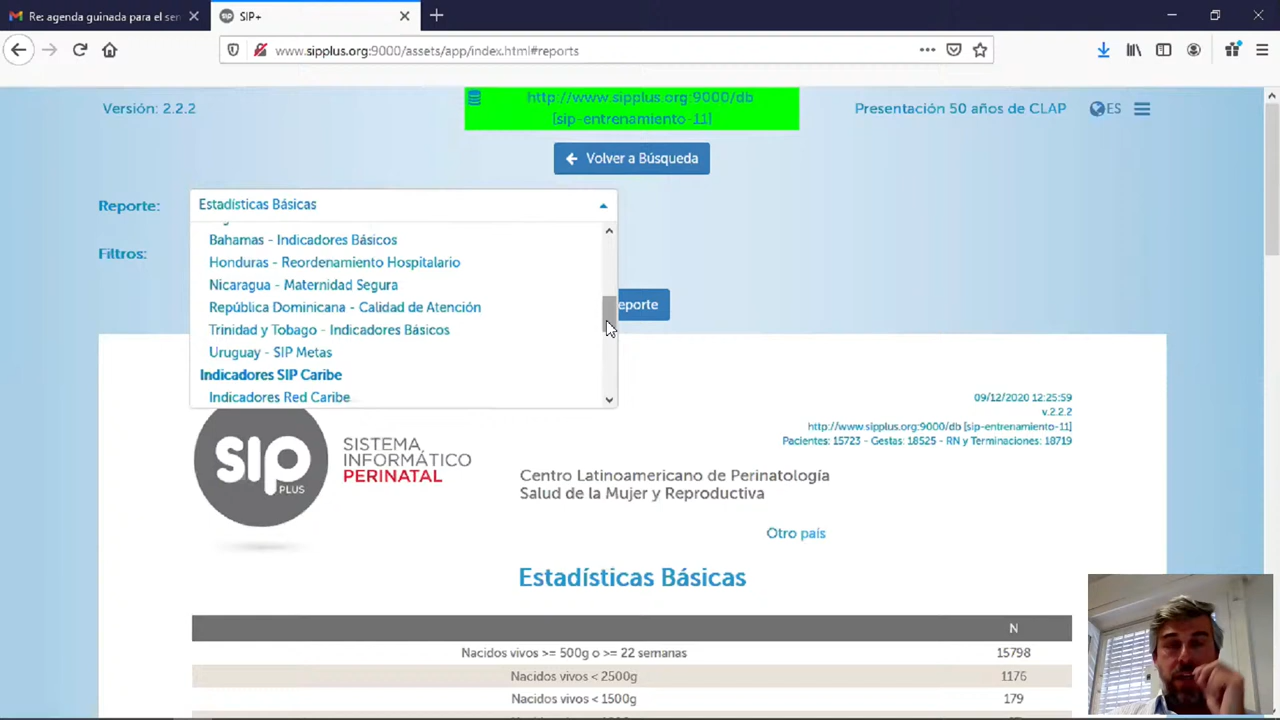 Re: agenda guinada para el sen
SIP+
www.sipplus.org:9000/assets/app/index.html#reports
Versión: 2.2.2
http://www.sipplus.org:9000/db
[sip-entrenamiento-11]
Presentación 50 años de CLAP
ES
Volver a Búsqueda
Reporte:
Estadísticas Básicas
Filtros:
Bahamas - Indicadores Básicos
Honduras - Reordenamiento Hospitalario
Nicaragua - Maternidad Segura
República Dominicana - Calidad de Atención
eporte
Trinidad y Tobago - Indicadores Básicos
Uruguay - SIP Metas
Indicadores SIP Caribe
Indicadores Red Caribe
09/12/2020 12:25:59
v.2.2.2
http://www.sipplus.org:9000/db [sip-entrenamiento-11]
Pacientes: 15723 - Gestas: 18525 - RN y Terminaciones: 18719
sip
PLUS
SISTEMA
INFORMÁTICO
PERINATAL
Centro Latinoamericano de Perinatología
Salud de la Mujer y Reproductiva
Otro país
Estadísticas Básicas
N
Nacidos vivos >= 500g o >= 22 semanas 15798
Nacidos vivos < 2500g 1176
Nacidos vivos < 1500g 179